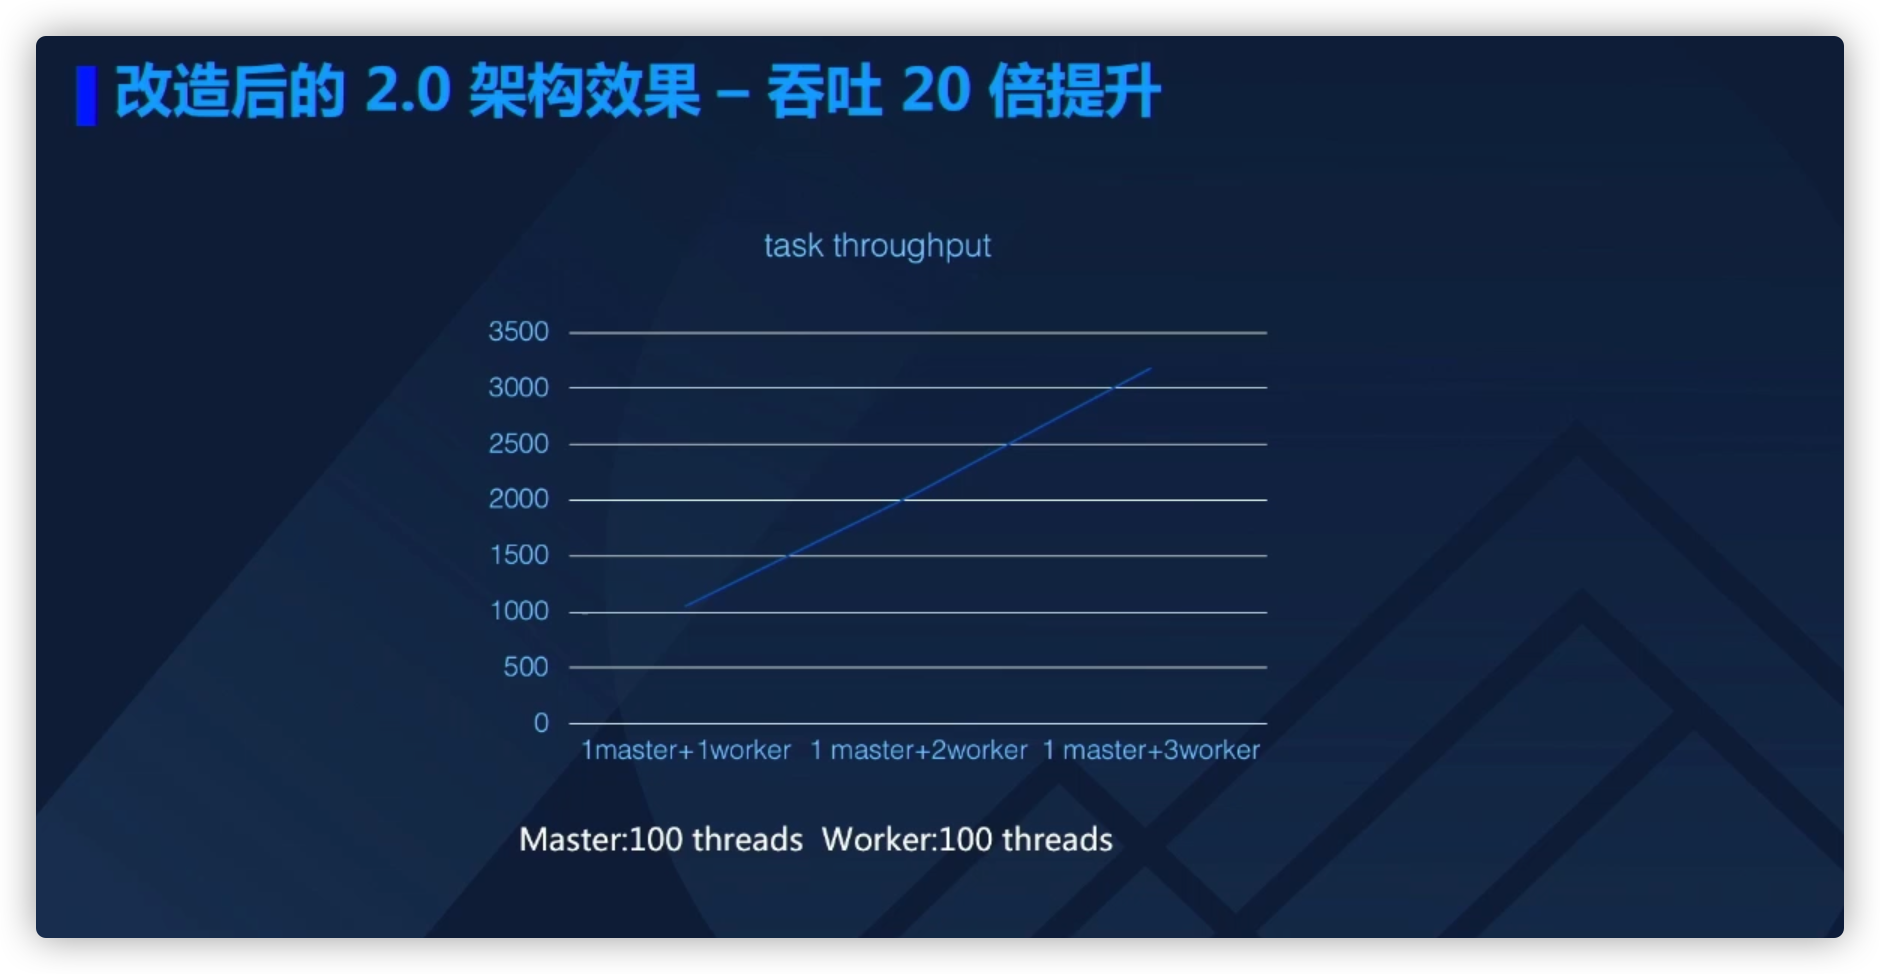 改造后的 2.0 架构效果 – 吞吐 20 倍提升
task throughput
3500
3000
2500
2000
1500
1000
500
0
1master+1worker 1 master+2worker 1 master+3worker
Master:100 threads Worker:100 threads